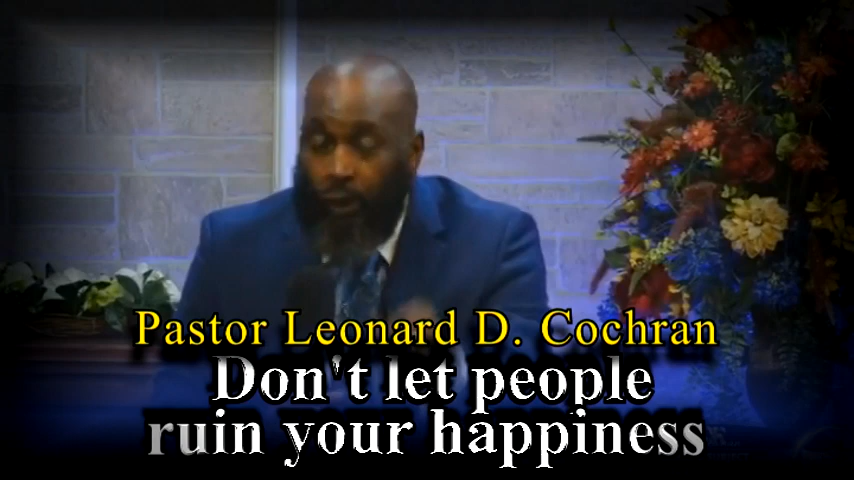 Pastor Leonard D. Cochran
Don't let people
ruin your happiness